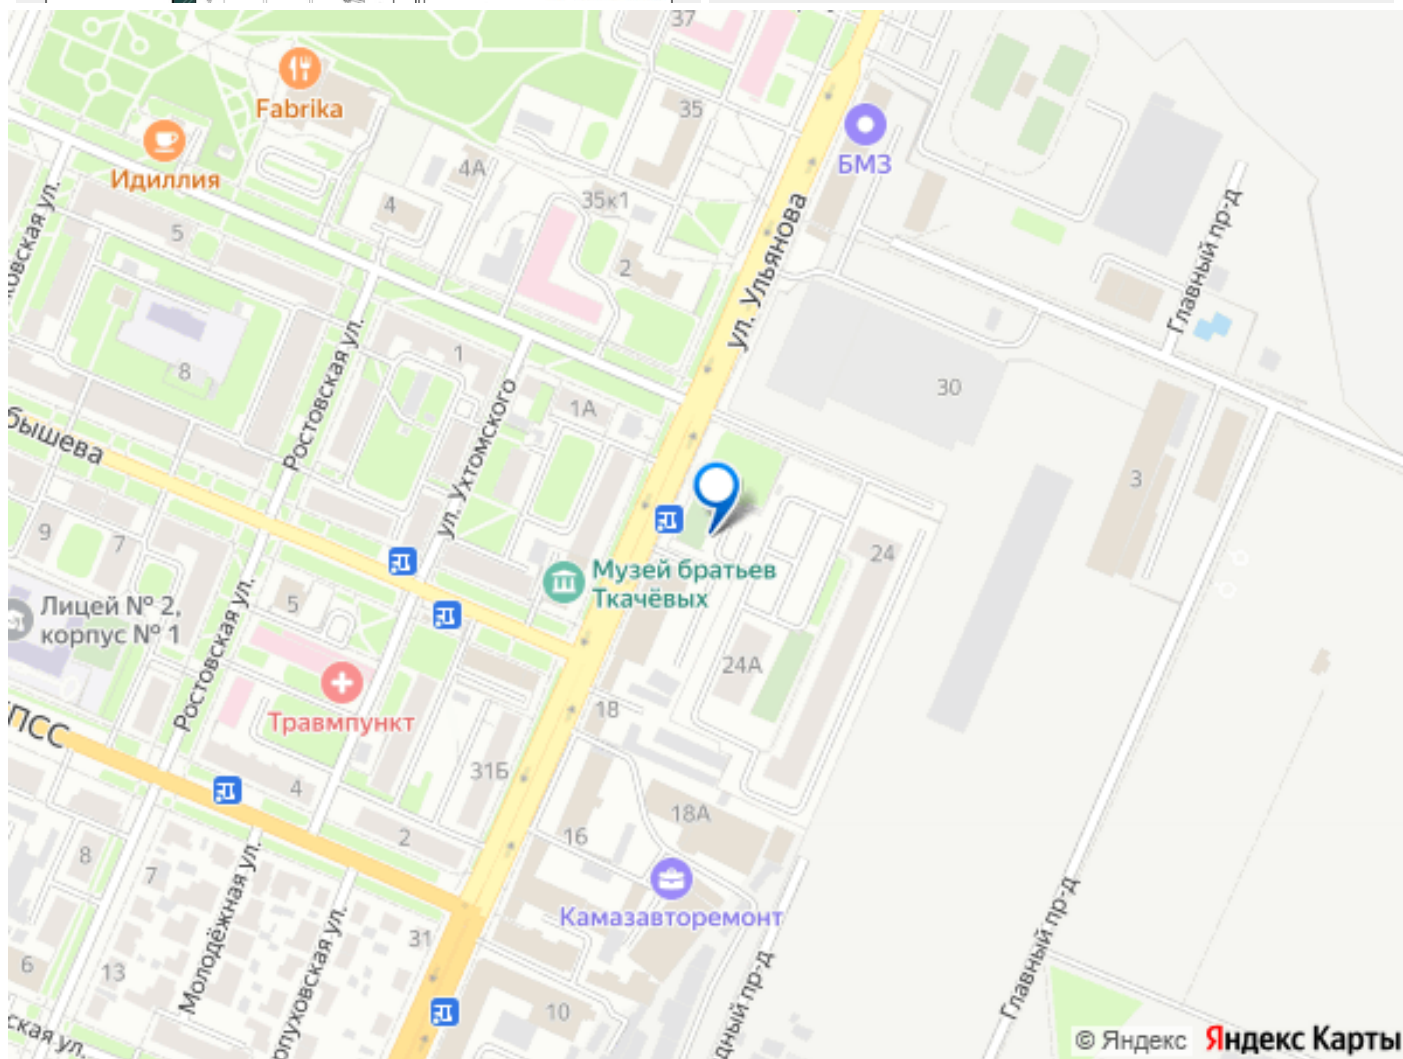 37
Fabrika
35
БМЗ
Идиллия
4А
4
35к1
5
2
ул. Ульянова
Главный пр-д
Ростовская ул.
8
1
1А
30
ул. Ухтомского
3
9
7
24
Музей братьев
Ткачёвых
Лицей № 2,
корпус № 1
5
Ростовская ул.
24А
Травмпункт
18
31Б
4
18А
2
16
8
7
Молодёжная ул.
Камазавторемонт
31
Главный пр-д
6
13
10
© Яндекс Яндекс Карты